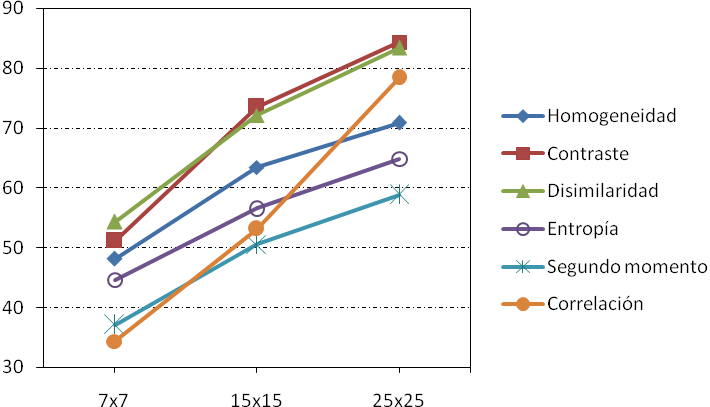 90
80
70
60
50
40
30
7x7
15x15
25x25
Homogeneidad
Contraste
Disimilaridad
Entropía
Segundo momento
Correlación